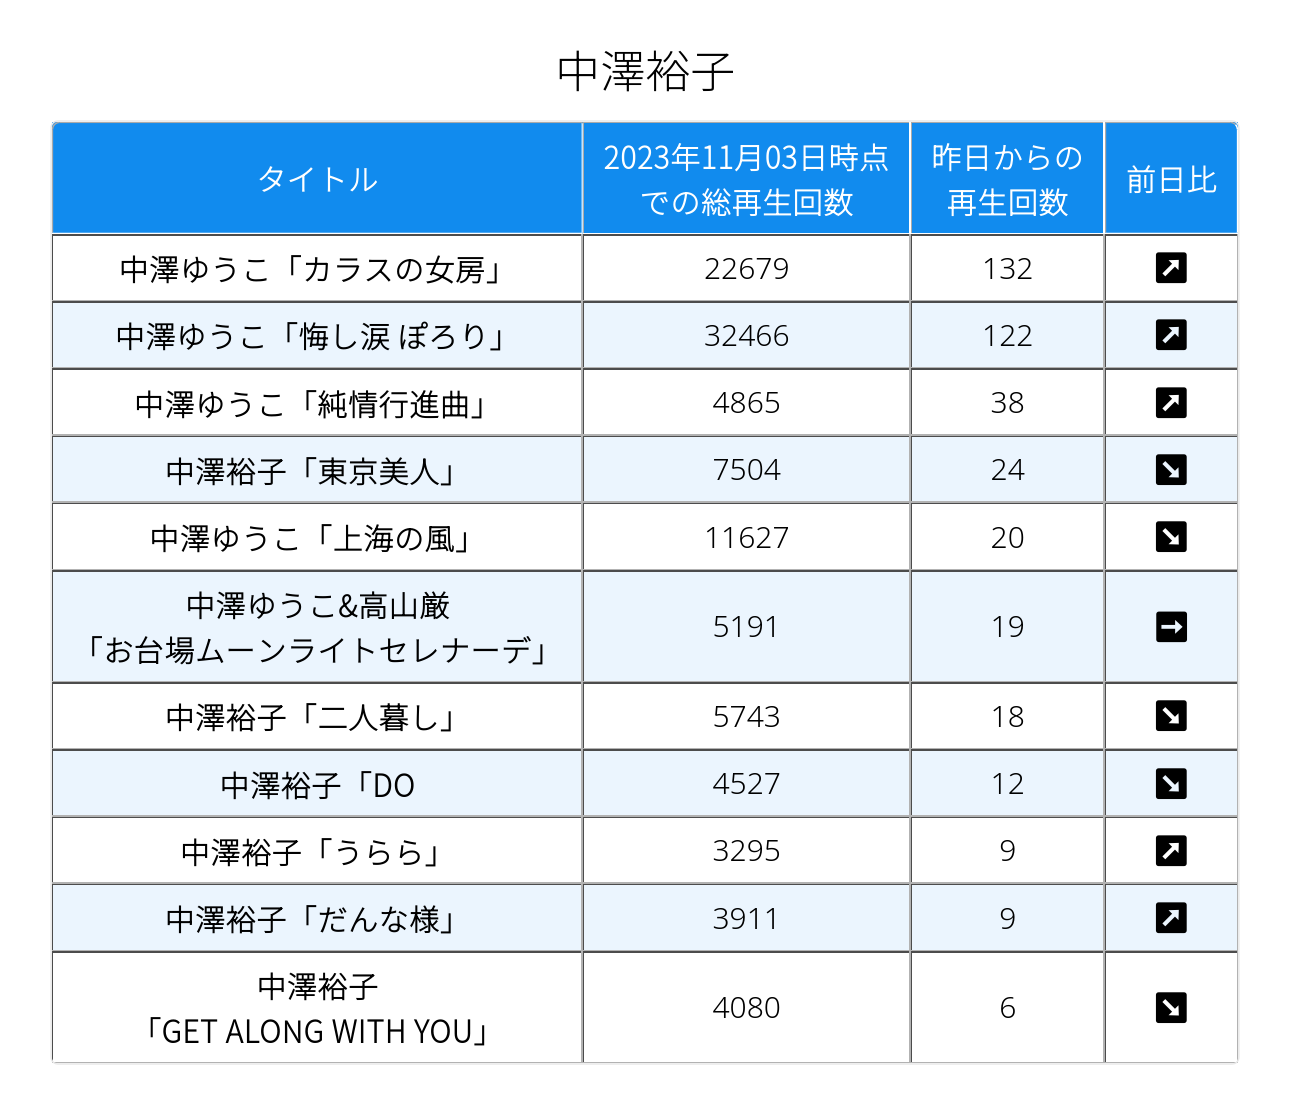 中澤裕子
タイトル
2023年11月03日時点
での総再生回数
昨日からの
再生回数
前日比
中澤ゆうこ「カラスの女房」
22679
132
中澤ゆうこ「悔し涙 ぽろり」
32466
122
中澤ゆうこ「純情行進曲」
4865
38
中澤裕子「東京美人」
7504
24
中澤ゆうこ「上海の風」
11627
20
中澤ゆうこ&高山厳
「お台場ムーンライトセレナーデ」
5191
19
中澤裕子「二人暮し」
5743
18
中澤裕子「DO
4527
12
中澤裕子「うらら」
3295
9
中澤裕子「だんな様」
3911
9
中澤裕子
「GET ALONG WITH YOU」
4080
6